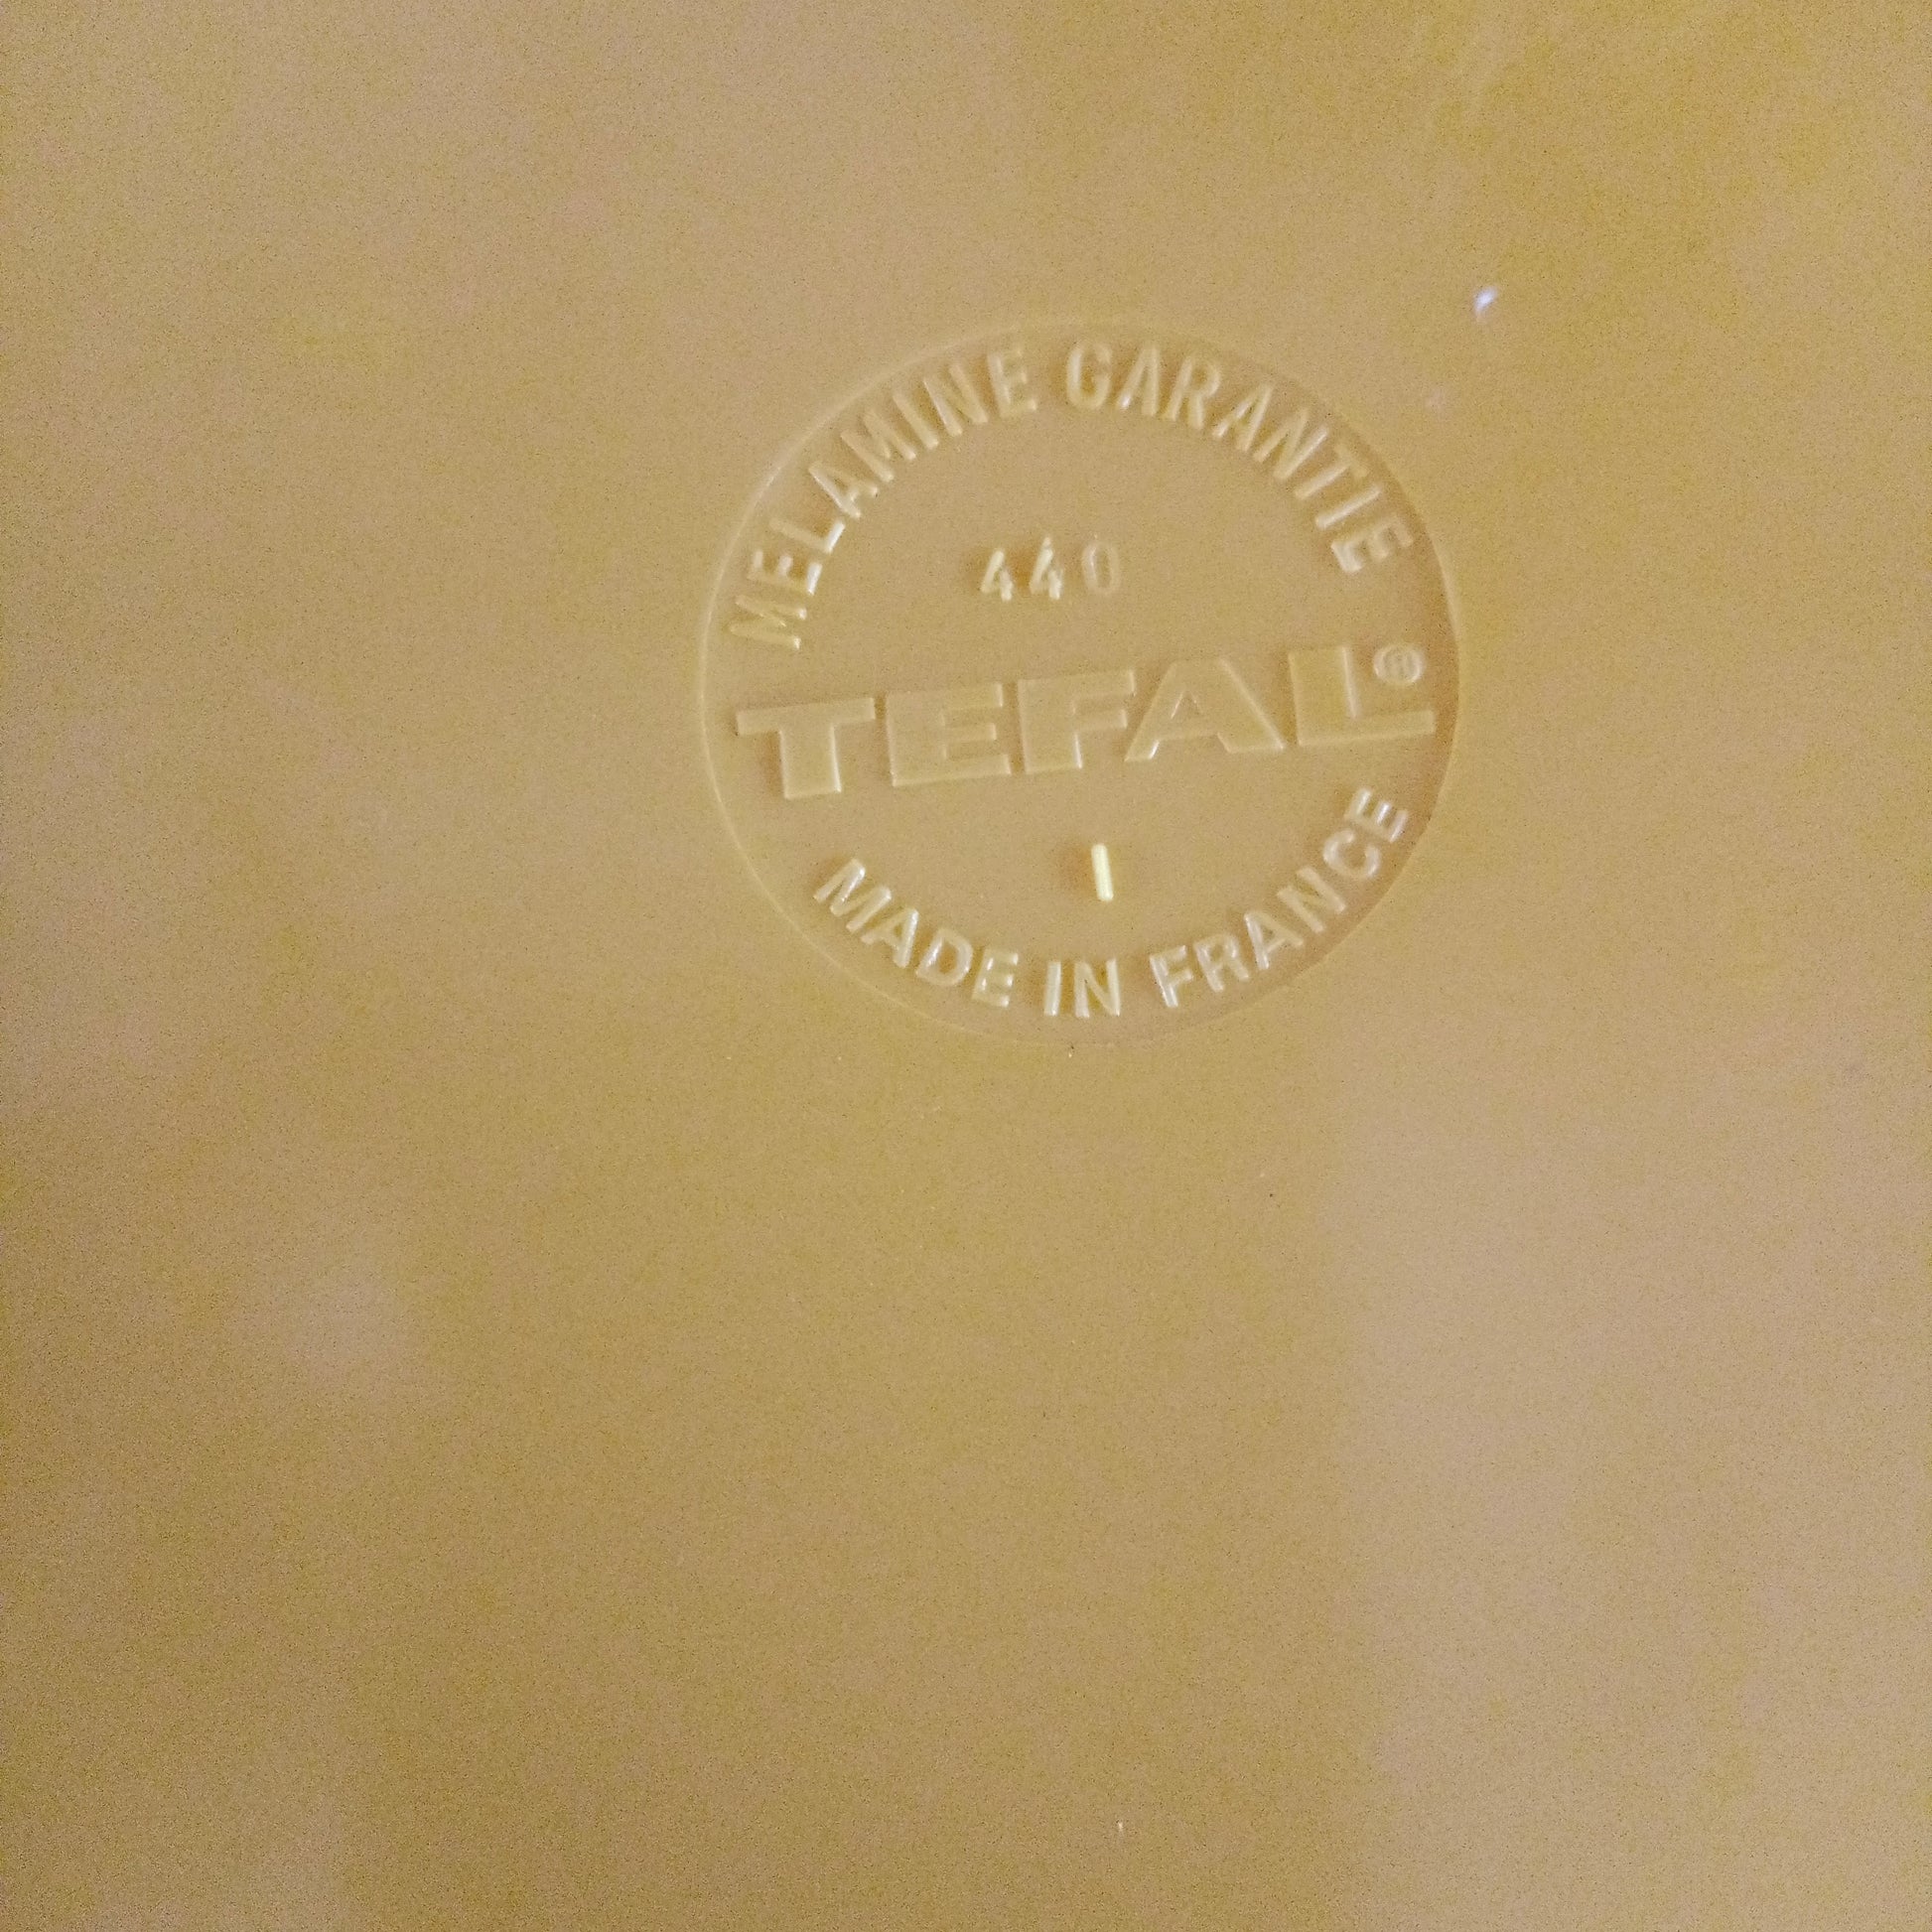 MELAMINE GARANTIE
440
TEFAL®
I
MADE IN FRANCE